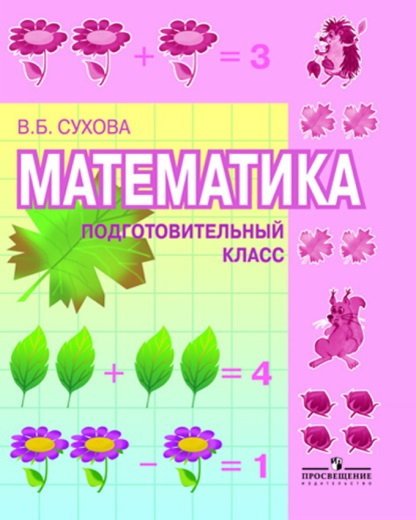 + = 3
В.Б. СУХОВА
МАТЕМАТИКА
ПОДГОТОВИТЕЛЬНЫЙ
КЛАСС
+ = 4
− = 1
ПРОСВЕЩЕНИЕ
ИЗДАТЕЛЬСТВО